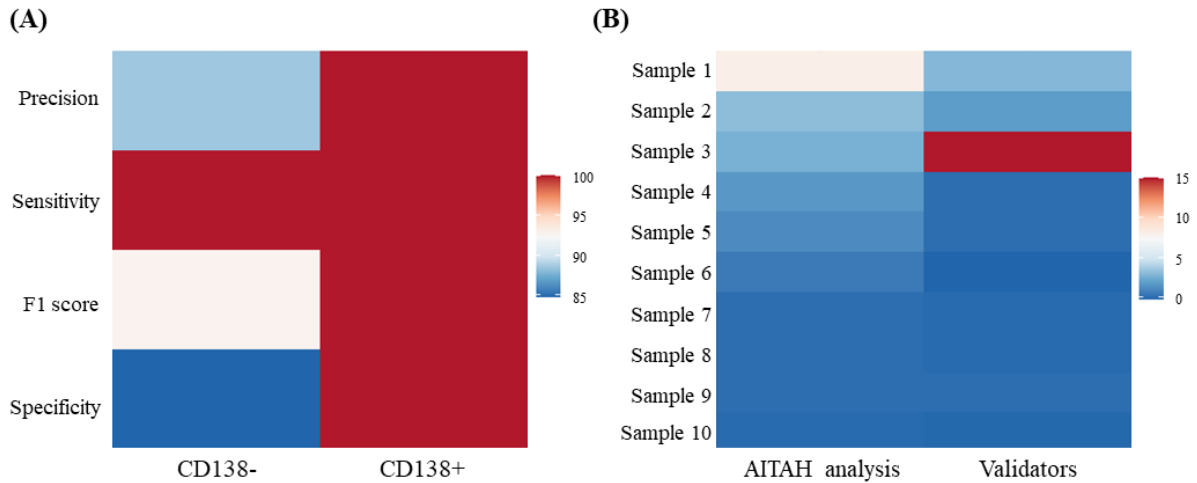 (A)
Precision
Sensitivity
F1 score
Specificity
CD138-
CD138+
100
95
90
85
(B)
Sample 1
Sample 2
Sample 3
Sample 4
Sample 5
Sample 6
Sample 7
Sample 8
Sample 9
Sample 10
AITAH analysis
Validators
15
10
5
0